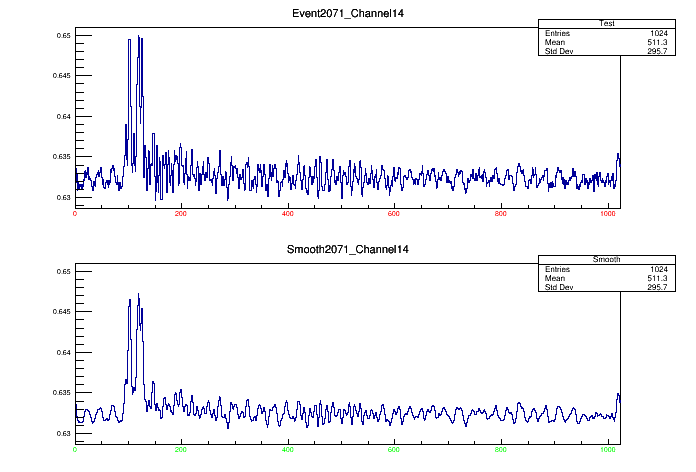 Event2071_Channel14
Test
Entries 1024
Mean 511.3
Std Dev 295.7
0.65
0.645
0.64
0.635
0.63
0 200 400 600 800 1000
Smooth2071_Channel14
Smooth
Entries 1024
Mean 511.3
Std Dev 295.7
0.65
0.645
0.64
0.635
0.63
0 200 400 600 800 1000